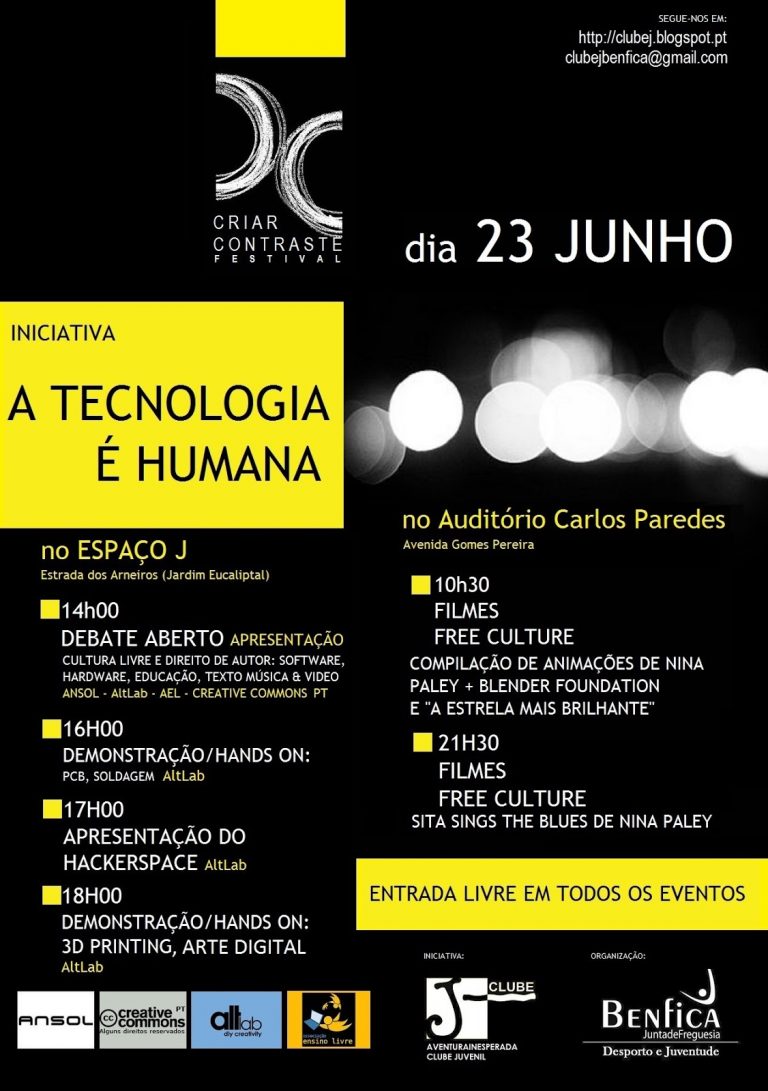 SEGUE-NOS EM:
http://clubej.blogspot.pt
clubejbenfica@gmail.com
CRIAR
CONTRASTE
FESTIVAL
dia 23 JUNHO
INICIATIVA
A TECNOLOGIA
É HUMANA
no ESPAÇO J
Estrada dos Arneiros (Jardim Eucaliptal)
14h00
DEBATE ABERTO APRESENTAÇÃO
CULTURA LIVRE E DIREITO DE AUTOR: SOFTWARE,
HARDWARE, EDUCAÇÃO, TEXTO MÚSICA & VIDEO
ANSOL - AltLab - AEL - CREATIVE COMMONS PT
16H00
DEMONSTRAÇÃO/HANDS ON:
PCB, SOLDAGEM AltLab
17H00
APRESENTAÇÃO DO
HACKERSPACE AltLab
18H00
DEMONSTRAÇÃO/HANDS ON:
3D PRINTING, ARTE DIGITAL
AltLab
no Auditório Carlos Paredes
Avenida Gomes Pereira
10h30
FILMES
FREE CULTURE
COMPILAÇÃO DE ANIMAÇÕES DE NINA
PALEY + BLENDER FOUNDATION
E "A ESTRELA MAIS BRILHANTE"
21H30
FILMES
FREE CULTURE
SITA SINGS THE BLUES DE NINA PALEY
ENTRADA LIVRE EM TODOS OS EVENTOS
INICIATIVA:
J-CLUBE
AVENTURAINESPERADA
CLUBE JUVENIL
ORGANIZAÇÃO:
BENFICA
JuntadeFreguesia
Desporto e Juventude
ANSOL
PT
cc creative
commons
Alguns direitos reservados
altlab
diy creativity
associação
ensino livre